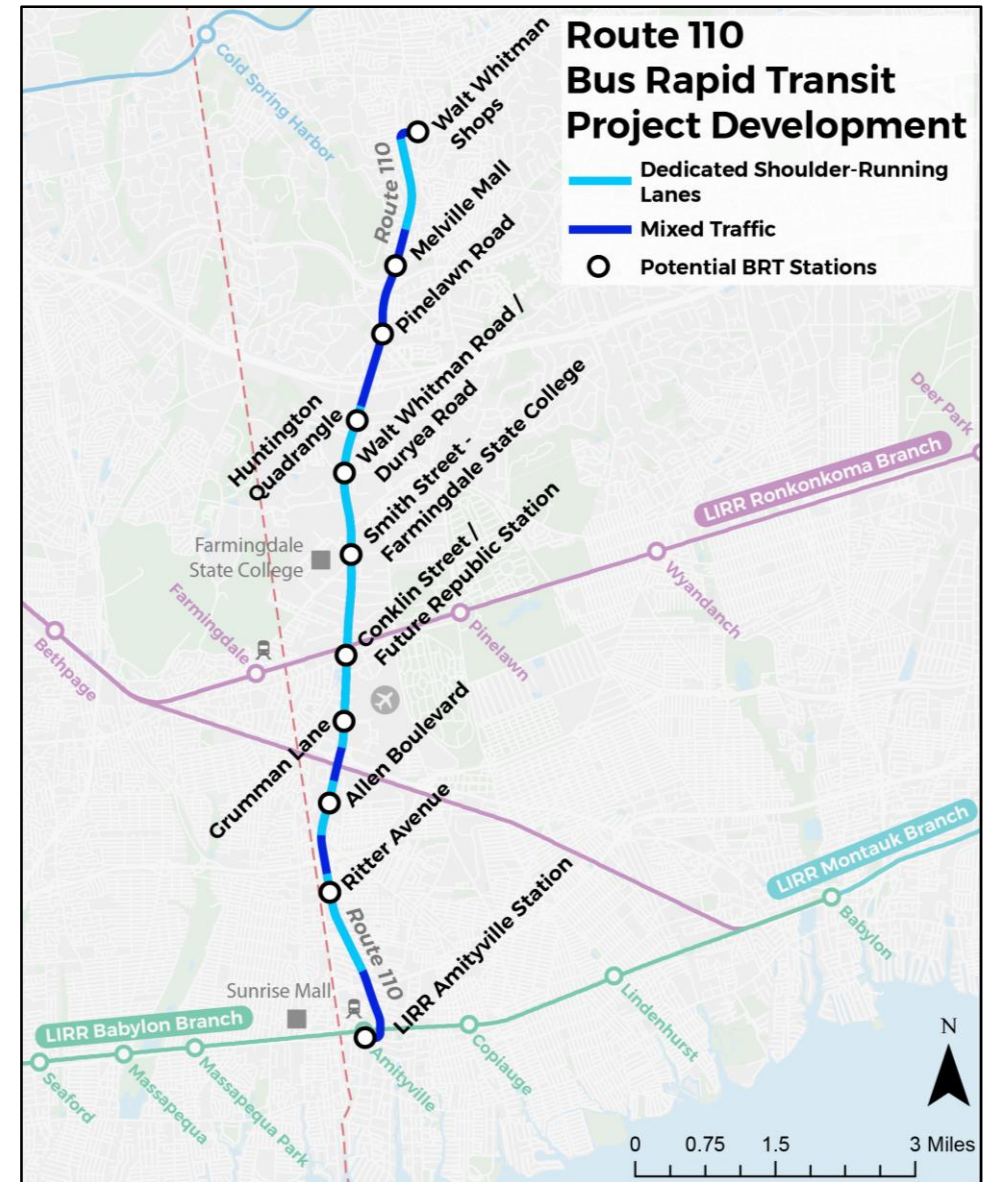 Route 110
Bus Rapid Transit
Project Development
Dedicated Shoulder-Running
Lanes
Mixed Traffic
Potential BRT Stations
Cold Spring Harbor
Walt Whitman
Shops
Route 110
Melville Mall
Pinelawn Road
Huntington
Quadrangle
Walt Whitman Road /
Duryea Road
Smith Street -
Farmingdale State College
Farmingdale
State College
Conklin Street /
Future Republic Station
Deer Park
LIRR Ronkonkoma Branch
Wyandanch
Pinelawn
Farmingdale
Bethpage
Grumman Lane
Allen Boulevard
Ritter Avenue
Route 110
LIRR Amityville Station
Sunrise Mall
LIRR Montauk Branch
Babylon
Lindenhurst
Copiauge
Amityville
LIRR Babylon Branch
Massapequa Park
Massapequa
Seaford
N
0 0.75 1.5 3 Miles